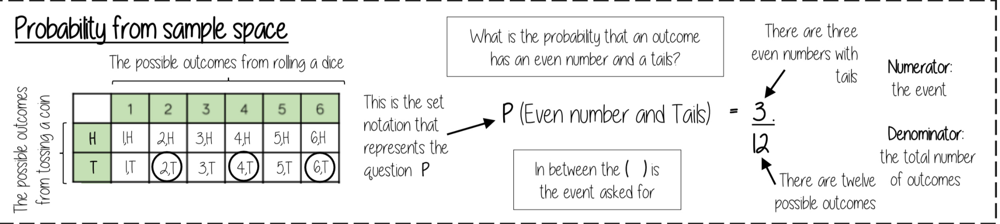 Probability from sample space
The possible outcomes from rolling a dice
The possible outcomes
from tossing a coin
1 2 3 4 5 6
H 1,H 2,H 3,H 4,H 5,H 6,H
T 1,T 2,T 3,T 4,T 5,T 6,T
This is the set
notation that
represents the
question P
What is the probability that an outcome
has an even number and a tails?
P (Even number and Tails) = 3.
12
In between the ( ) is
the event asked for
There are three
even numbers with
tails
There are twelve
possible outcomes
Numerator:
the event
Denominator:
the total number
of outcomes